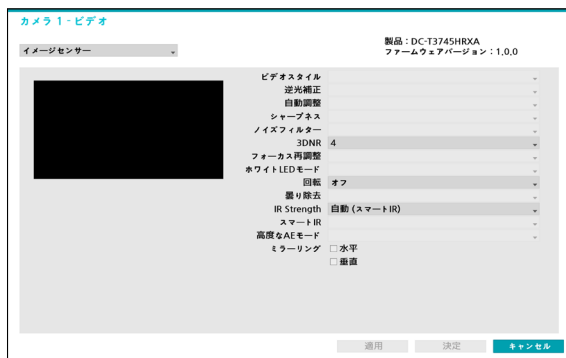 カメラ 1 - ビデオ
製品 : DC-T3745HRXA
イメージセンサー
ファームウェアバージョン : 1.0.0
ビデオスタイル
逆光補正
自動調整
シャープネス
ノイズフィルター
3DNR 4
フォーカス再調整
ホワイトLEDモード
回転 オフ
曇り除去
IR Strength 自動 (スマートIR)
スマートIR
高度なAEモード
ミラーリング 水平
垂直
適用 決定 キャンセル